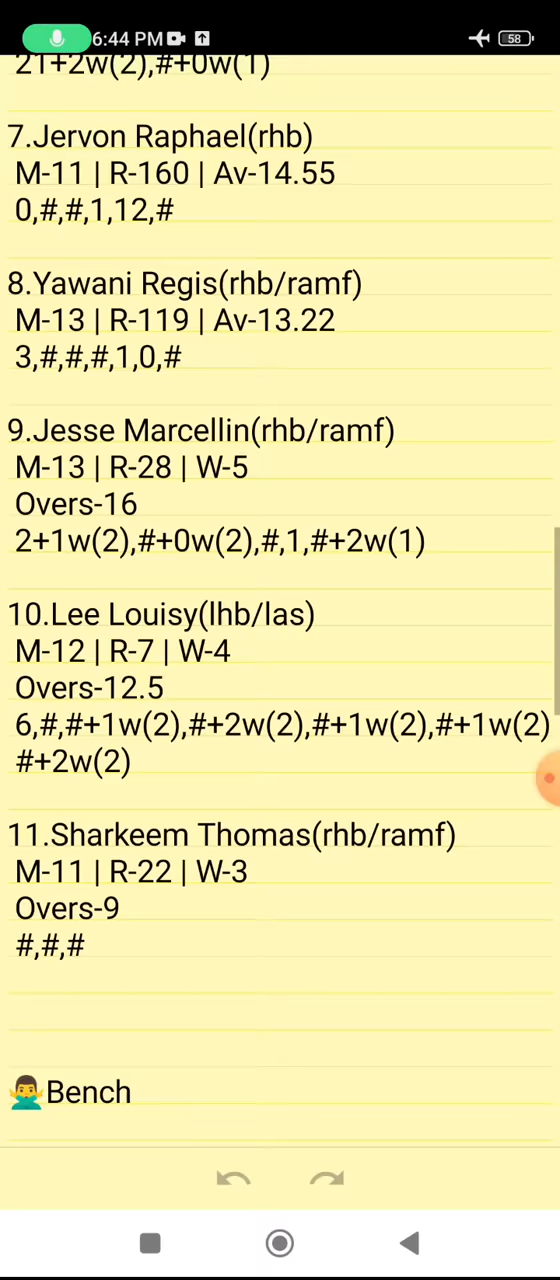 6:44 PM
58
21+2w(2),#+0w(1)
7.Jervon Raphael(rhb)
M-11 | R-160 | Av-14.55
0,#,#,1,12,#
8.Yawani Regis(rhb/ramf)
M-13 | R-119 | Av-13.22
3,#,#,#,1,0,#
9.Jesse Marcellin(rhb/ramf)
M-13 | R-28 | W-5
Overs-16
2+1w(2),#+0w(2),#,1,#+2w(1)
10.Lee Louisy(lhb/las)
M-12 | R-7 | W-4
Overs-12.5
6,#,#+1w(2),#+2w(2),#+1w(2),#+1w(2)
#+2w(2)
11.Sharkeem Thomas(rhb/ramf)
M-11 | R-22 | W-3
Overs-9
#,#,#
🙅‍♂️Bench